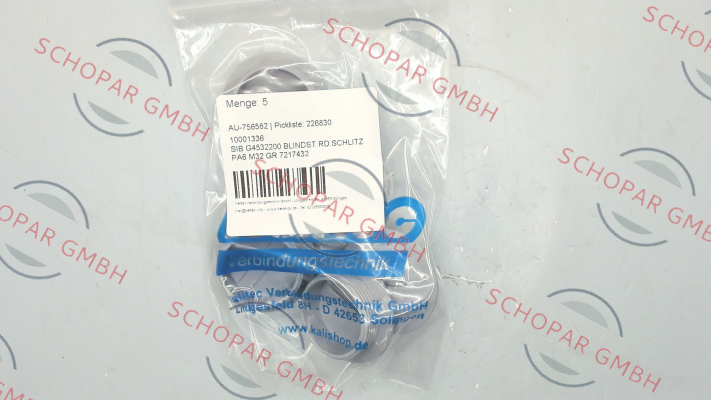 Menge: 5
AU-756562 | Pickliste: 226830
10001336
SIB G4532200 BLINDST.RD.SCHLITZ
PA6 M32 GR 7217432
Verbindungstechnik
Verbindungstechnik GmbH
D 42653 Solingen
www.kalishop.de
SCHOPAR GMBH
SCHOPAR GMBH
SCHOPAR GMBH
SCHOPAR GMBH
SCHOPAR GMBH
SCHOPAR GMBH
SCHOPAR GMBH